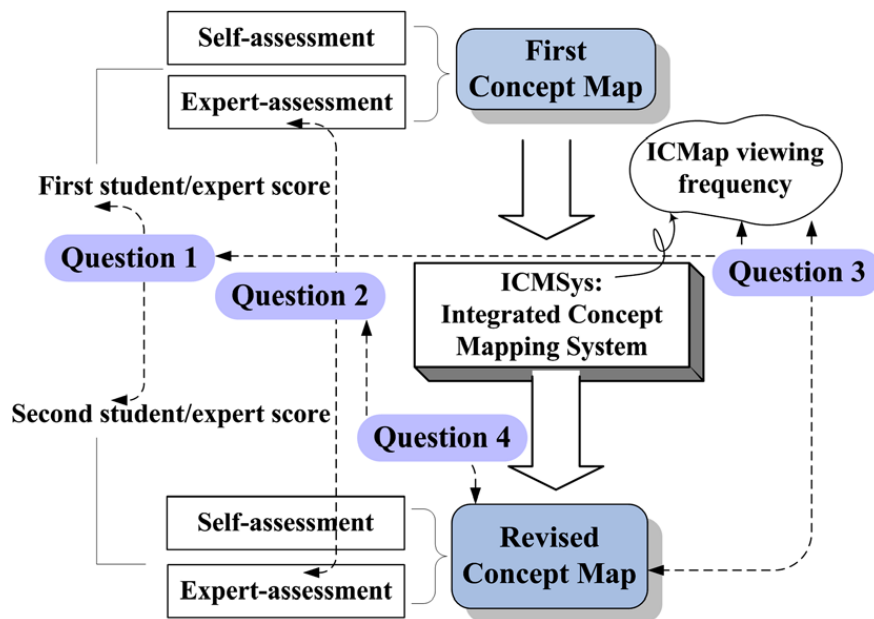 Self-assessment
First
Concept Map
Expert-assessment
ICMap viewing
frequency
First student/expert score
Question 1
Question 3
Question 2
ICMSys:
Integrated Concept
Mapping System
Second student/expert score
Question 4
Self-assessment
Revised
Concept Map
Expert-assessment